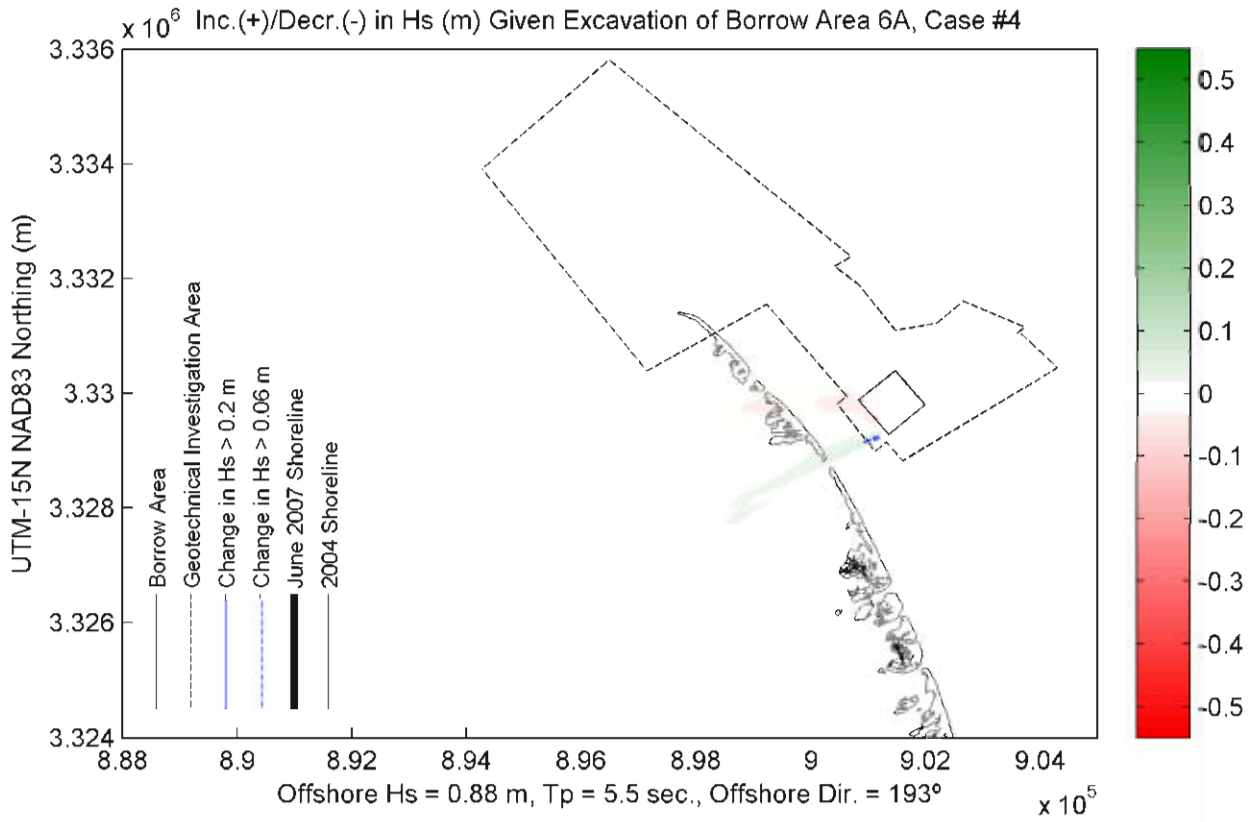 x 10⁶ Inc.(+)/Decr.(-) in Hs (m) Given Excavation of Borrow Area 6A, Case #4
3.336
3.334
3.332
3.33
3.328
3.326
3.324
UTM-15N NAD83 Northing (m)
Borrow Area
Geotechnical Investigation Area
Change in Hs > 0.2 m
Change in Hs > 0.06 m
June 2007 Shoreline
2004 Shoreline
8.88 8.9 8.92 8.94 8.96 8.98 9 9.02 9.04
Offshore Hs = 0.88 m, Tp = 5.5 sec., Offshore Dir. = 193º
x 10⁵
0.5
0.4
0.3
0.2
0.1
0
-0.1
-0.2
-0.3
-0.4
-0.5